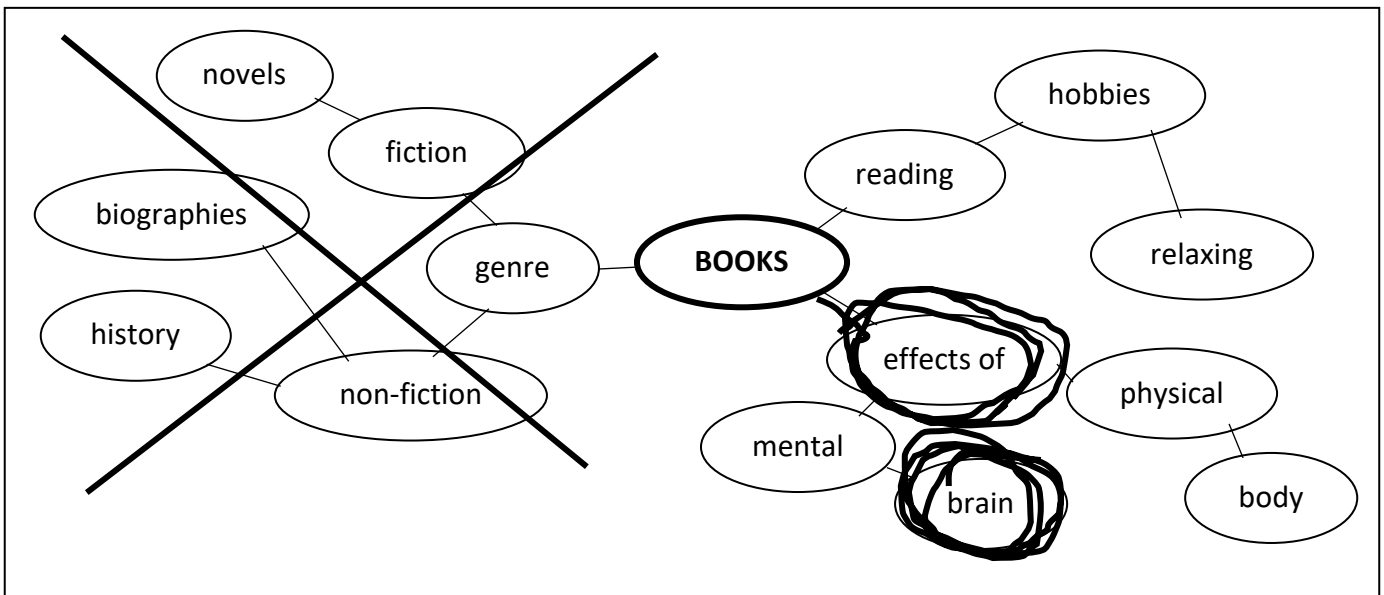 novels
fiction
biographies
genre
history
non-fiction
BOOKS
reading
hobbies
relaxing
effects of
physical
mental
brain
body